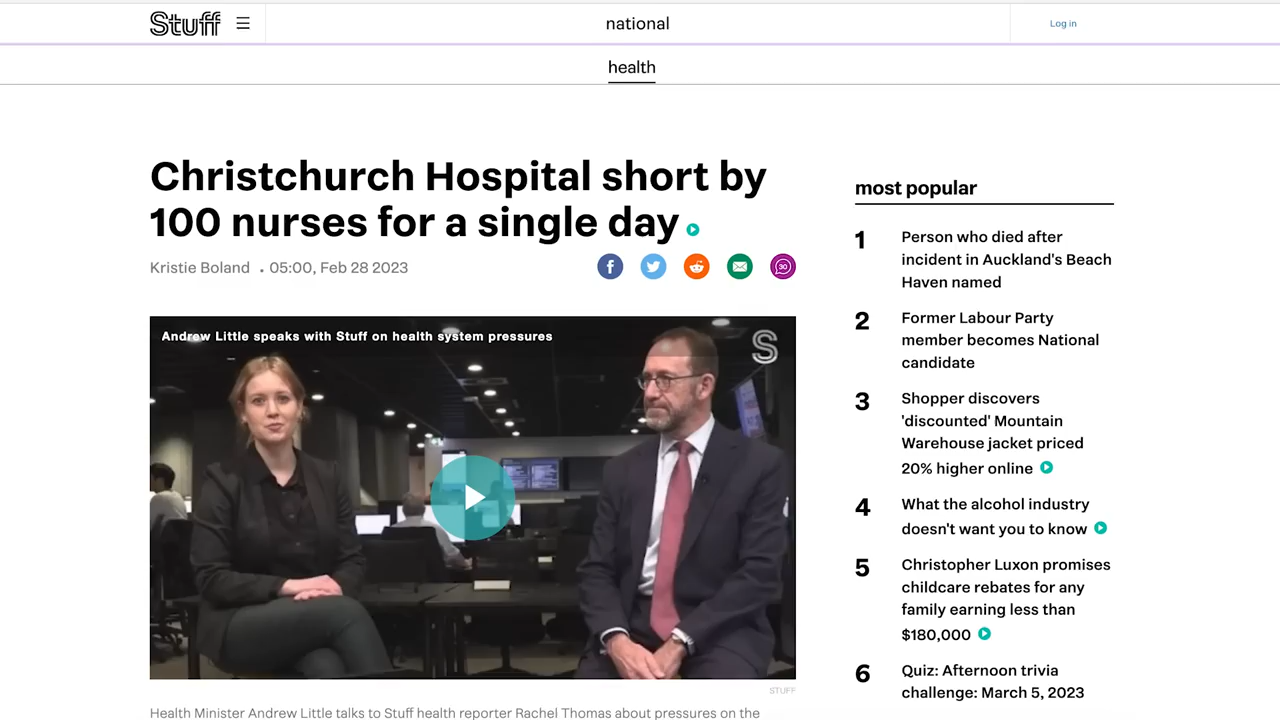 Stuff
national
Log in
health
Christchurch Hospital short by
100 nurses for a single day
Kristie Boland . 05:00, Feb 28 2023
30
Andrew Little speaks with Stuff on health system pressures
S
STUFF
Health Minister Andrew Little talks to Stuff health reporter Rachel Thomas about pressures on the
most popular
1 Person who died after
incident in Auckland's Beach
Haven named
2 Former Labour Party
member becomes National
candidate
3 Shopper discovers
'discounted' Mountain
Warehouse jacket priced
20% higher online
4 What the alcohol industry
doesn't want you to know
5 Christopher Luxon promises
childcare rebates for any
family earning less than
$180,000
6 Quiz: Afternoon trivia
challenge: March 5, 2023